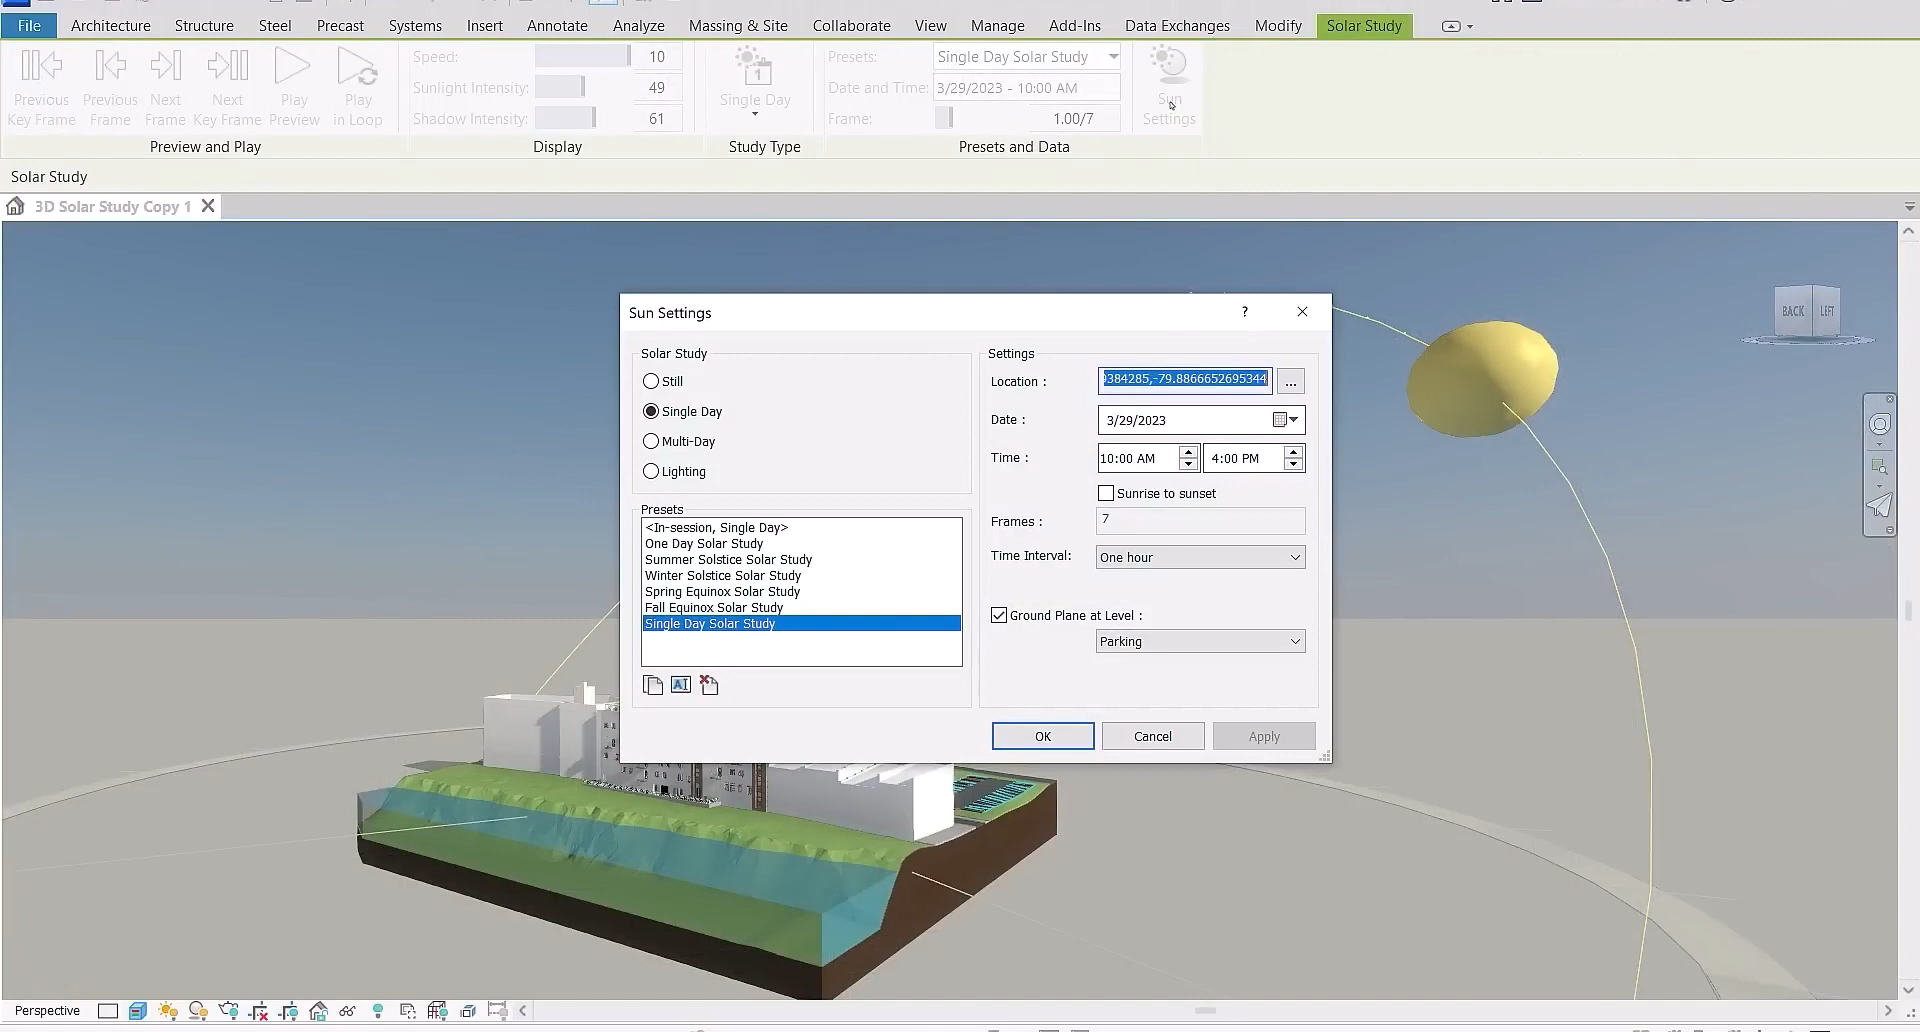 File Architecture Structure Steel Precast Systems Insert Annotate Analyze Massing & Site Collaborate View Manage Add-Ins Data Exchanges Modify Solar Study
Previous Key Frame
Previous Frame
Next Frame
Next Key Frame
Play Preview
Play in Loop
Preview and Play
Speed: 10
Sunlight Intensity: 49
Shadow Intensity: 61
Display
1
Single Day
Study Type
Presets: Single Day Solar Study
Date and Time: 3/29/2023 - 10:00 AM
Frame: 1.00/7
Presets and Data
Sun Settings
Solar Study
3D Solar Study Copy 1
BACK LEFT
Sun Settings ?
Solar Study
Still
Single Day
Multi-Day
Lighting
Presets
<In-session, Single Day>
One Day Solar Study
Summer Solstice Solar Study
Winter Solstice Solar Study
Spring Equinox Solar Study
Fall Equinox Solar Study
Single Day Solar Study
AI
Settings
Location : 384285,-79.8866652695344 ...
Date : 3/29/2023
Time : 10:00 AM 4:00 PM
Sunrise to sunset
Frames : 7
Time Interval: One hour
Ground Plane at Level :
Parking
OK Cancel Apply
Perspective